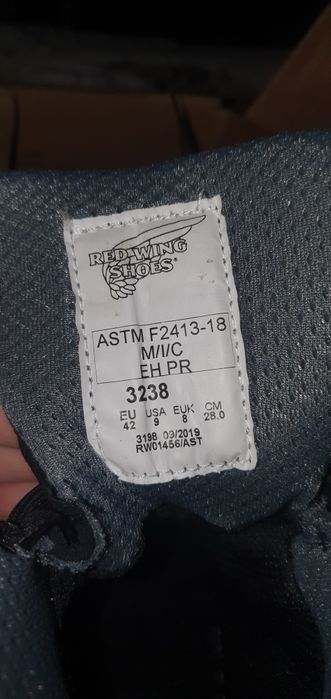 RED WING
SHOES®
ASTM F2413-18
M/I/C
EH PR
3238
EU USA EUK CM
42 9 8 28.0
3198 09/2019
RW01456/AST